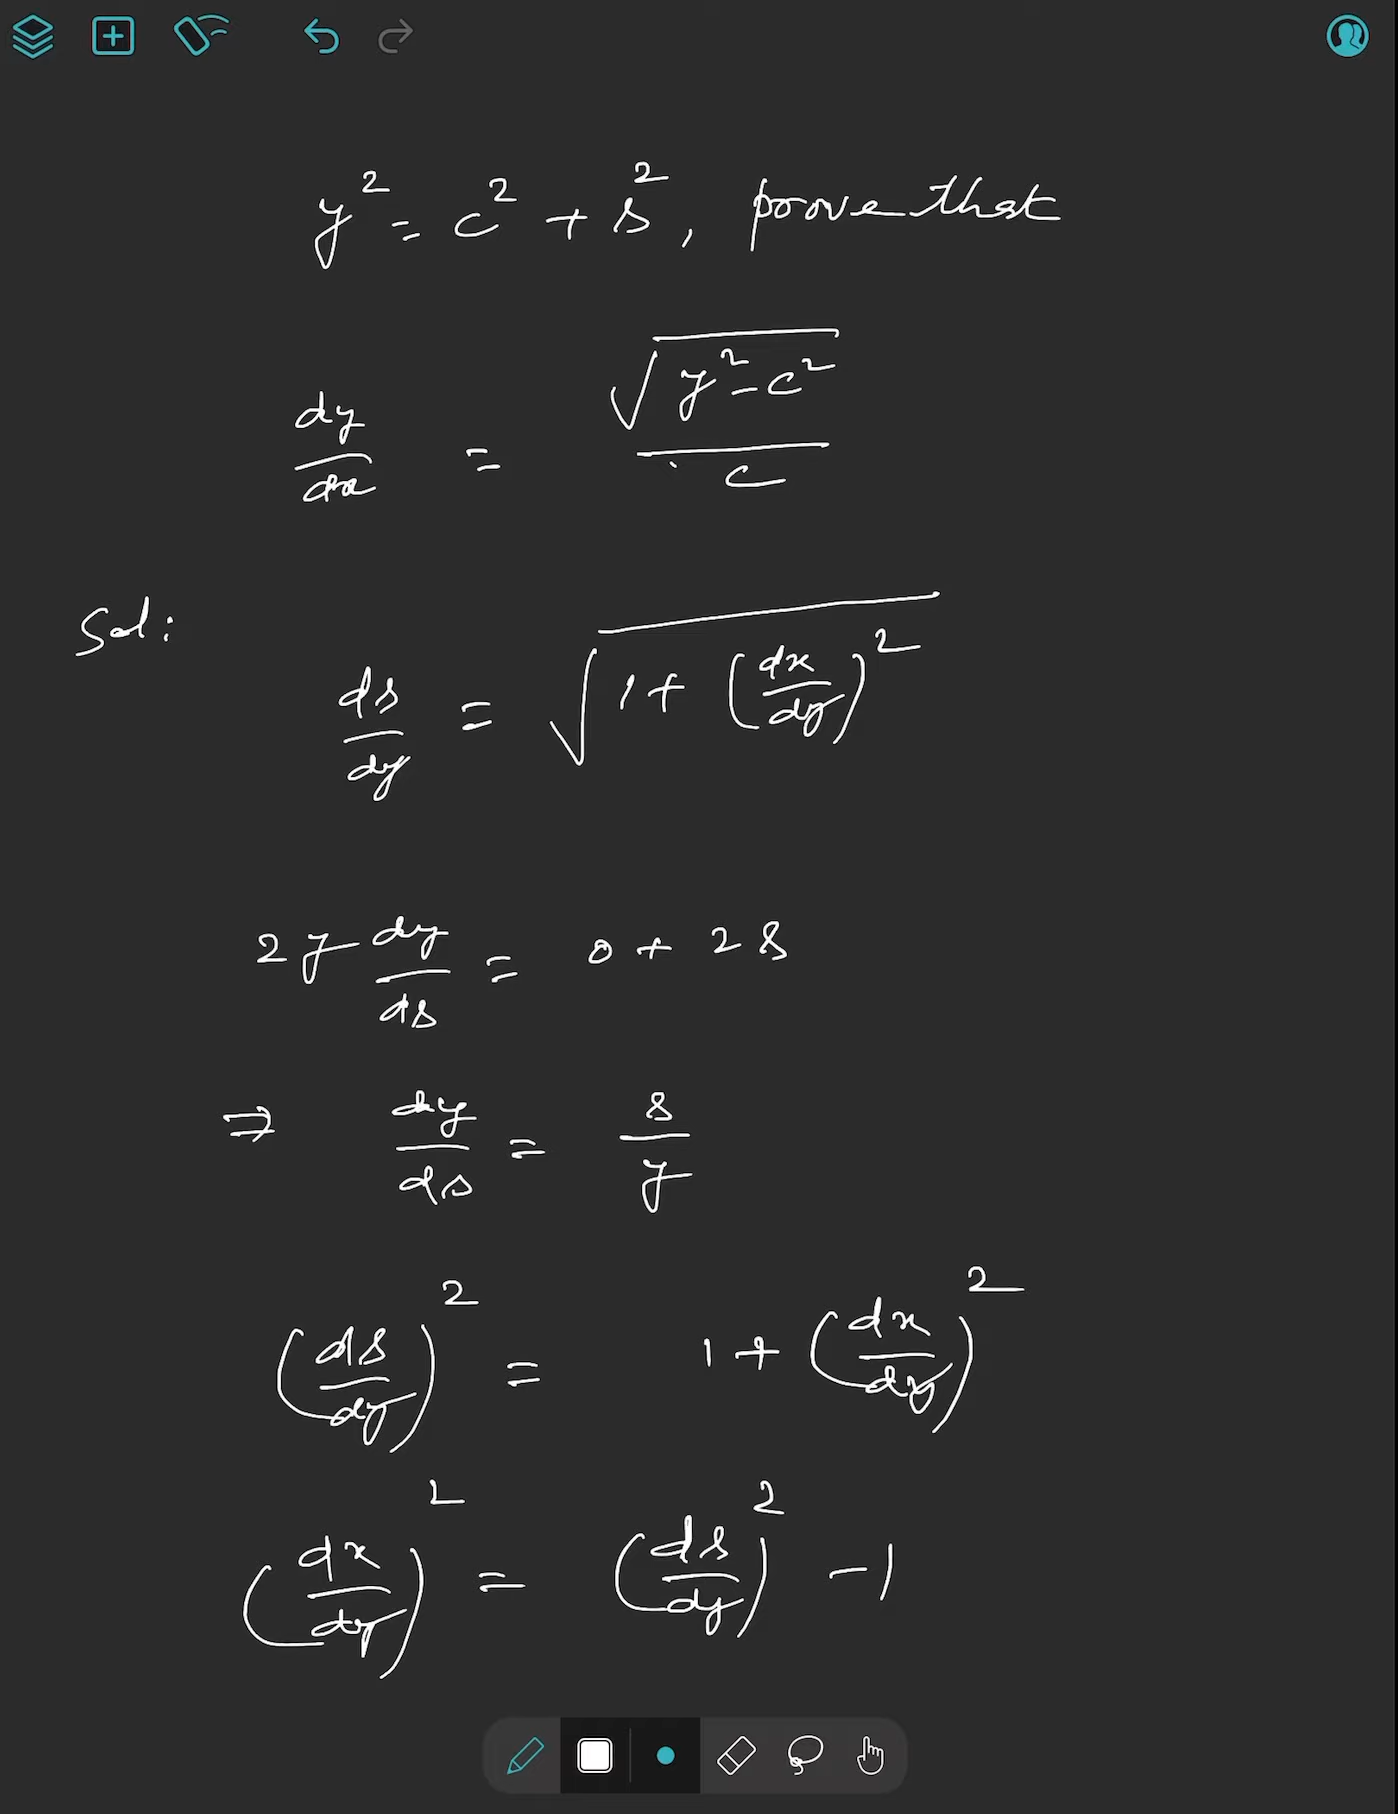 y² = c² + s², prove that
dy/dx = √(y² - c²)/c
Sol:
ds/dy = √(1 + (dx/dy)²)
2y dy/ds = 0 + 2s
⇒ dy/ds = s/y
(ds/dy)² = 1 + (dx/dy)²
(dx/dy)² = (ds/dy)² - 1